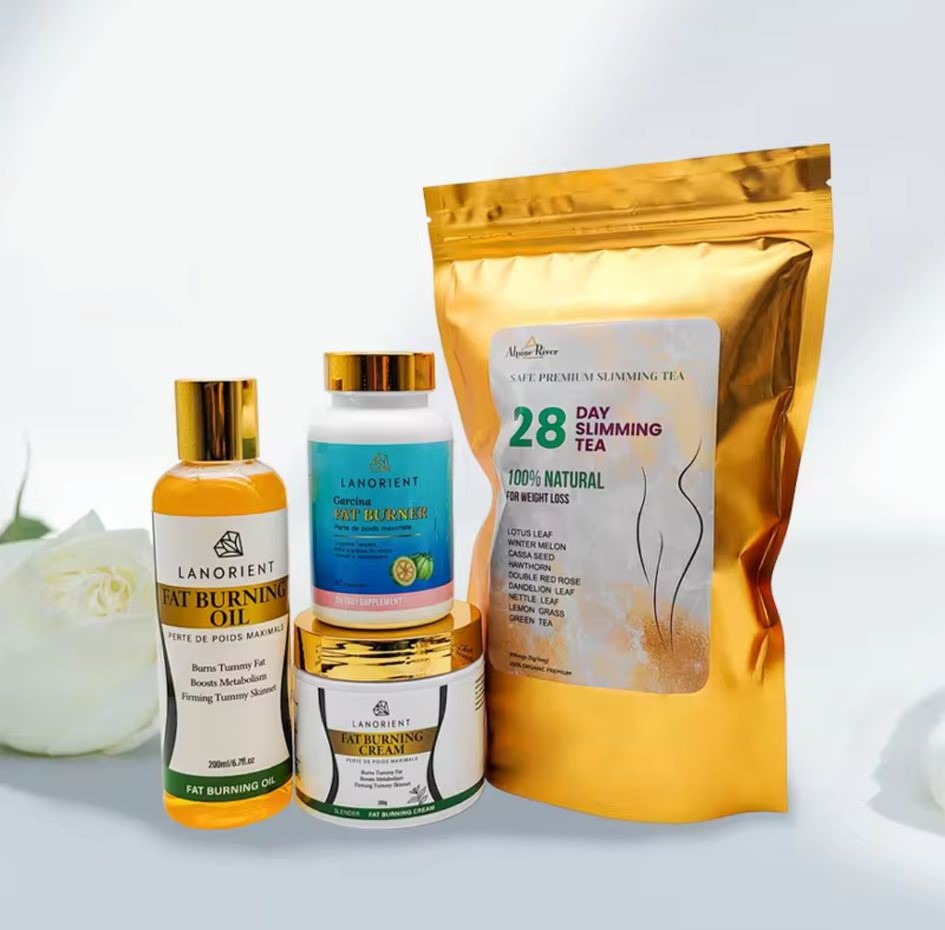 LANORIENT
FAT BURNING
OIL
PERTE DE POIDS MAXIMALE
Burns Tummy Fat
Boosts Metabolism
Firming Tummy Skinnet
200ml/6.7fl.oz
FAT BURNING OIL
LANORIENT
Garcina
FAT BURNER
Perte de poids maximale
DIETARY SUPPLEMENT
LANORIENT
FAT BURNING
CREAM
PERTE DE POIDS MAXIMALE
Burns Tummy Fat
Boosts Metabolism
Firming Tummy Skinnet
SLENDER FAT BURNING CREAM
Alpine River
SAFE PREMIUM SLIMMING TEA
28 DAY
SLIMMING
TEA
100% NATURAL
FOR WEIGHT LOSS
LOTUS LEAF
WINTER MELON
CASSA SEED
HAWTHORN
DOUBLE RED ROSE
DANDELION LEAF
NETTLE LEAF
LEMON GRASS
GREEN TEA
100% ORGANIC PREMIUM